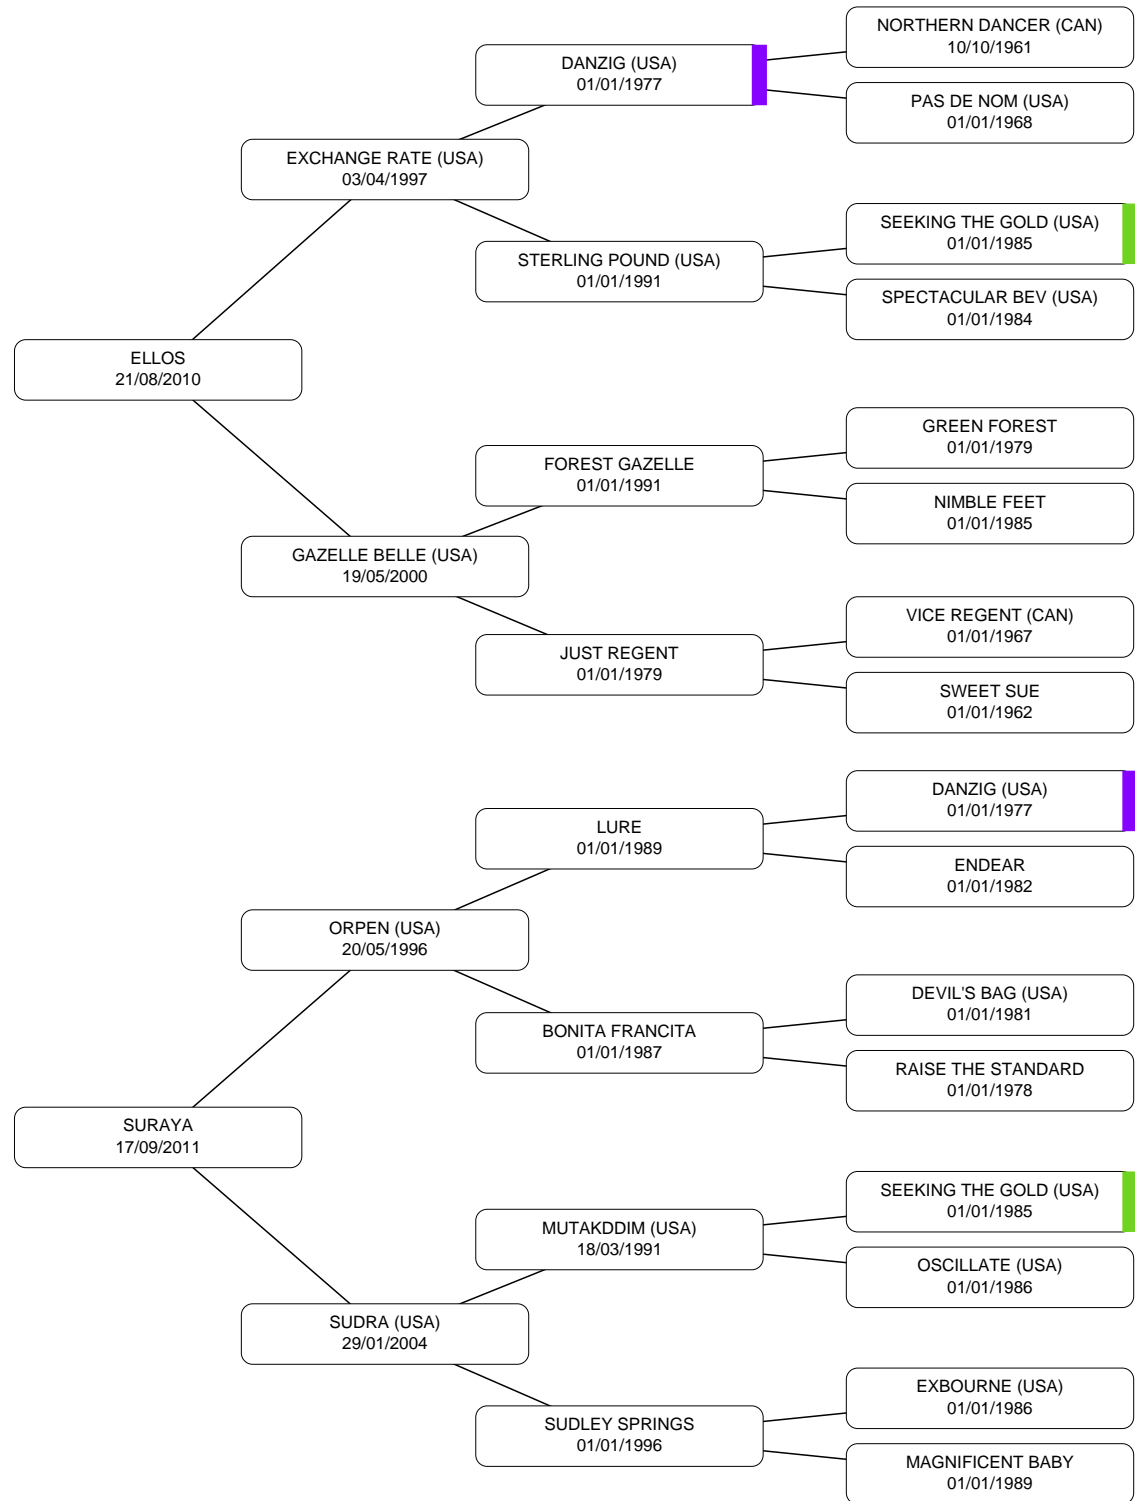 NORTHERN DANCER (CAN)
10/10/1961
DANZIG (USA)
01/01/1977
PAS DE NOM (USA)
01/01/1968
EXCHANGE RATE (USA)
03/04/1997
SEEKING THE GOLD (USA)
01/01/1985
STERLING POUND (USA)
01/01/1991
SPECTACULAR BEV (USA)
01/01/1984
ELLOS
21/08/2010
GREEN FOREST
01/01/1979
FOREST GAZELLE
01/01/1991
NIMBLE FEET
01/01/1985
GAZELLE BELLE (USA)
19/05/2000
VICE REGENT (CAN)
01/01/1967
JUST REGENT
01/01/1979
SWEET SUE
01/01/1962
DANZIG (USA)
01/01/1977
LURE
01/01/1989
ENDEAR
01/01/1982
ORPEN (USA)
20/05/1996
DEVIL'S BAG (USA)
01/01/1981
BONITA FRANCITA
01/01/1987
RAISE THE STANDARD
01/01/1978
SURAYA
17/09/2011
SEEKING THE GOLD (USA)
01/01/1985
MUTAKDDIM (USA)
18/03/1991
OSCILLATE (USA)
01/01/1986
SUDRA (USA)
29/01/2004
EXBOURNE (USA)
01/01/1986
SUDLEY SPRINGS
01/01/1996
MAGNIFICENT BABY
01/01/1989